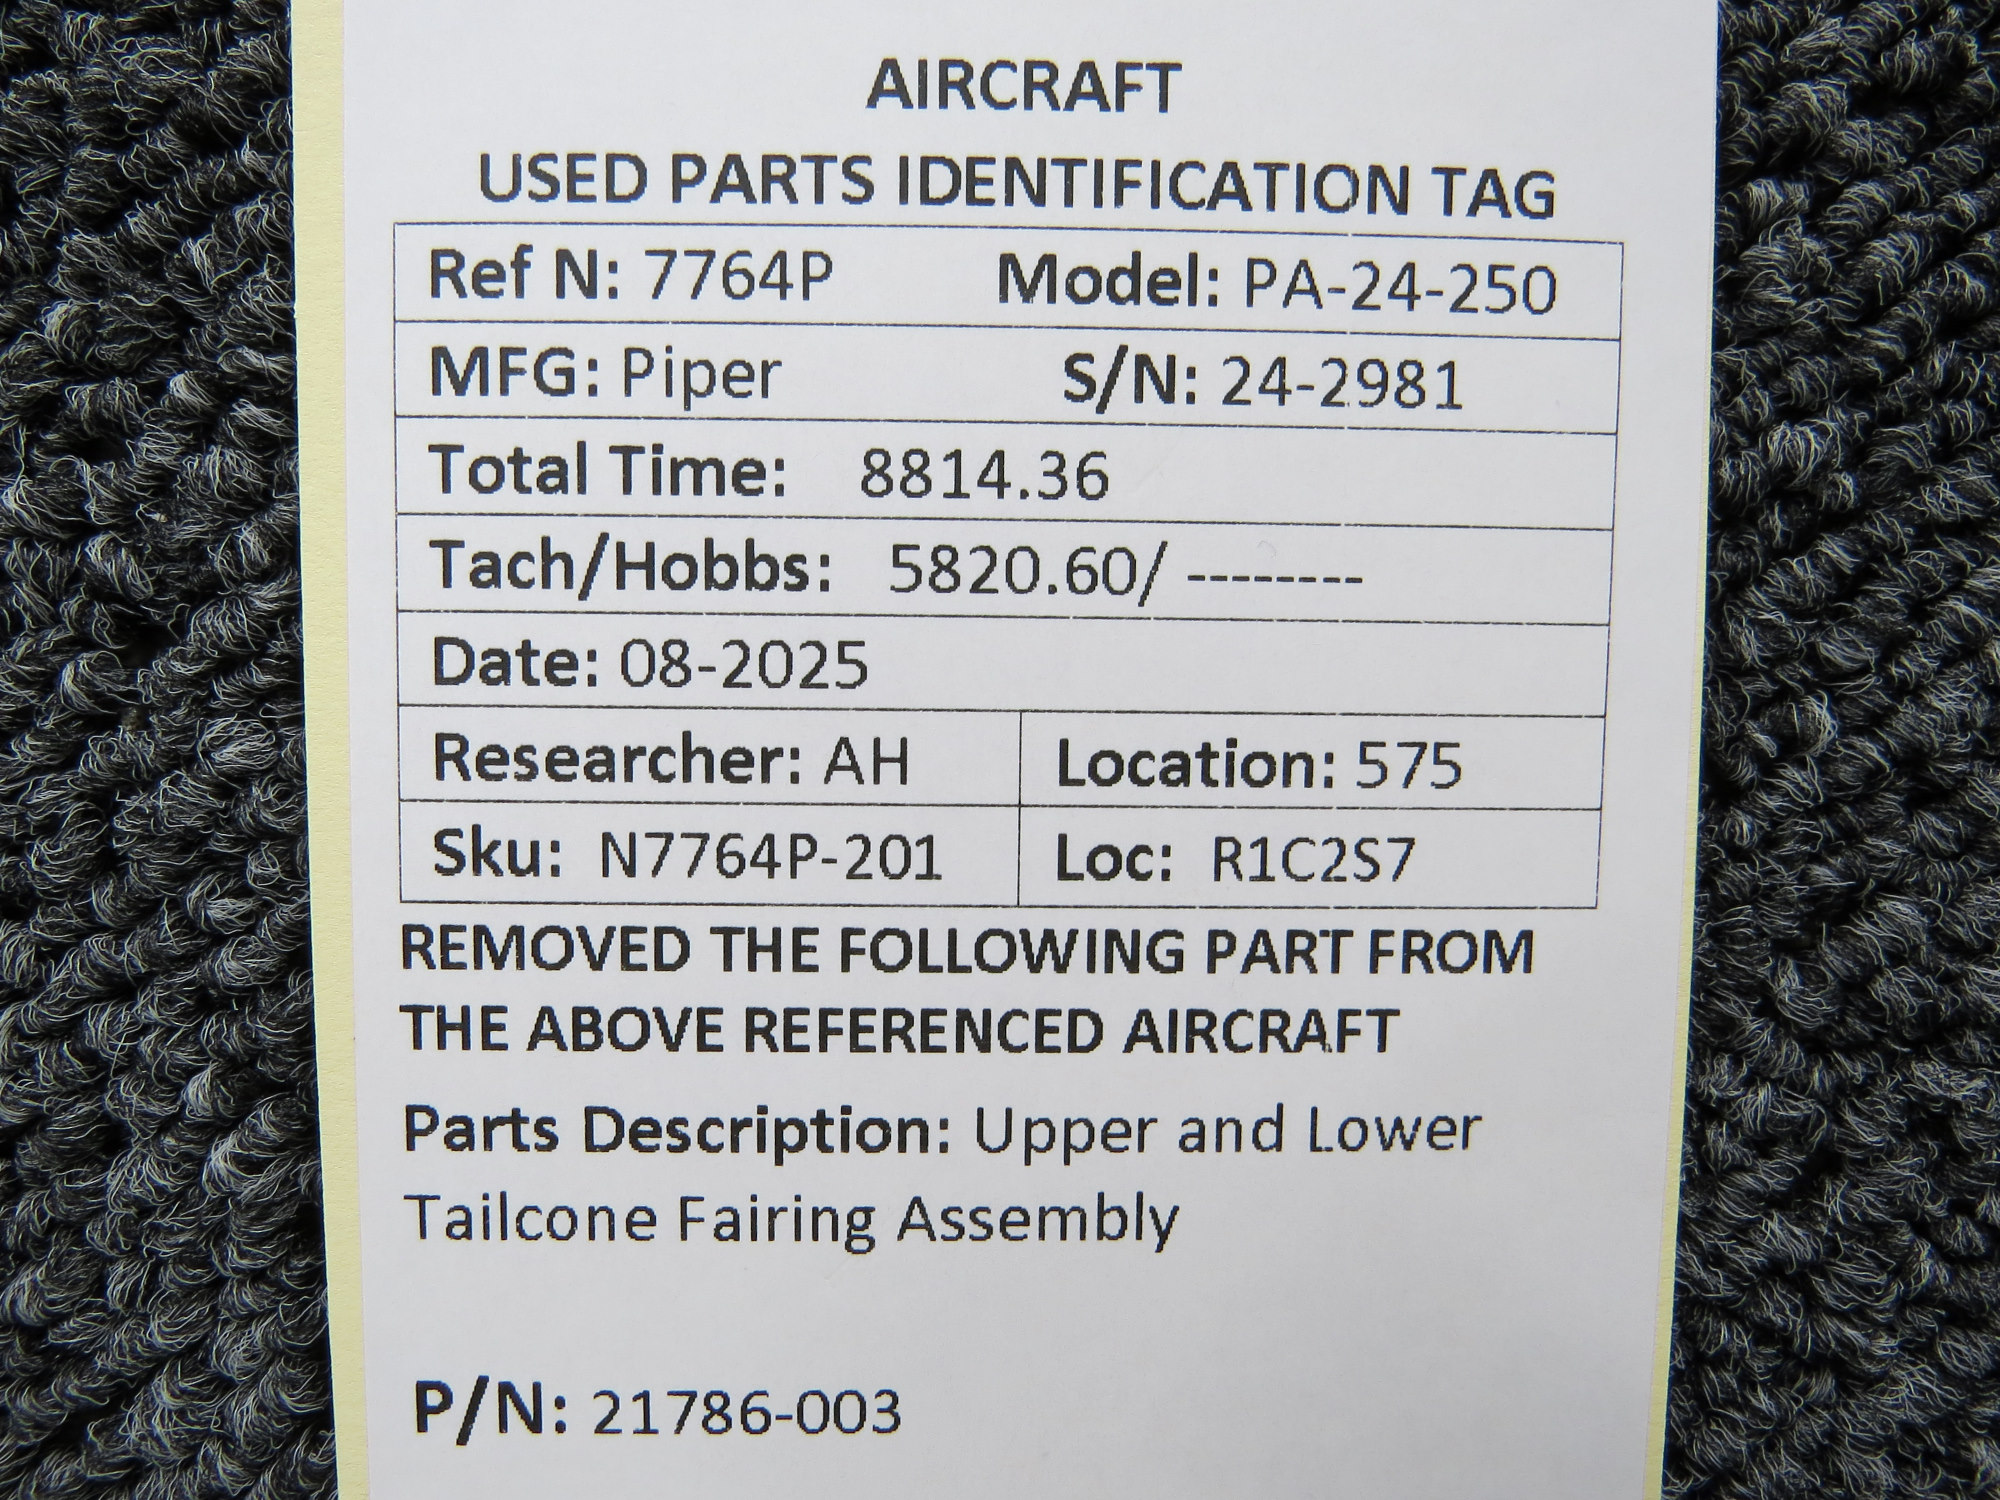 AIRCRAFT
USED PARTS IDENTIFICATION TAG
Ref N: 7764P Model: PA-24-250
MFG: Piper S/N: 24-2981
Total Time: 8814.36
Tach/Hobbs: 5820.60/ --------
Date: 08-2025
Researcher: AH Location: 575
Sku: N7764P-201 Loc: R1C2S7
REMOVED THE FOLLOWING PART FROM
THE ABOVE REFERENCED AIRCRAFT
Parts Description: Upper and Lower
Tailcone Fairing Assembly
P/N: 21786-003